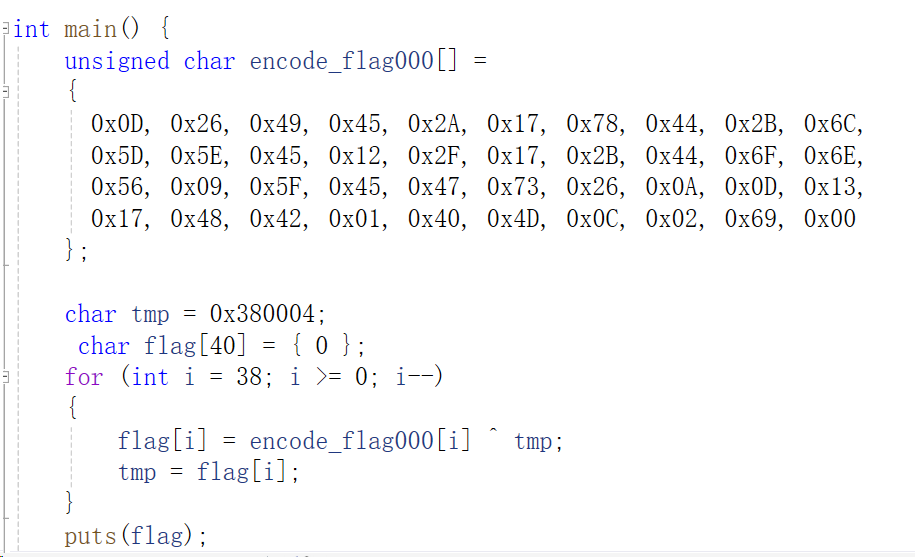 int main() {
unsigned char encode_flag000[] =
{
0x0D, 0x26, 0x49, 0x45, 0x2A, 0x17, 0x78, 0x44, 0x2B, 0x6C,
0x5D, 0x5E, 0x45, 0x12, 0x2F, 0x17, 0x2B, 0x44, 0x6F, 0x6E,
0x56, 0x09, 0x5F, 0x45, 0x47, 0x73, 0x26, 0x0A, 0x0D, 0x13,
0x17, 0x48, 0x42, 0x01, 0x40, 0x4D, 0x0C, 0x02, 0x69, 0x00
};
char tmp = 0x380004;
char flag[40] = { 0 };
for (int i = 38; i >= 0; i--)
{
flag[i] = encode_flag000[i] ^ tmp;
tmp = flag[i];
}
puts(flag);